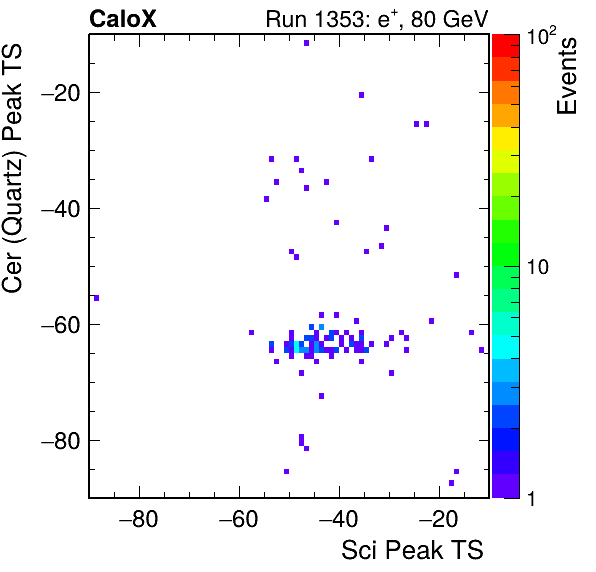 CaloX Run 1353: e⁺, 80 GeV
Cer (Quartz) Peak TS
−20
−40
−60
−80
−80 −60 −40 −20
Sci Peak TS
10²
10
1
Events